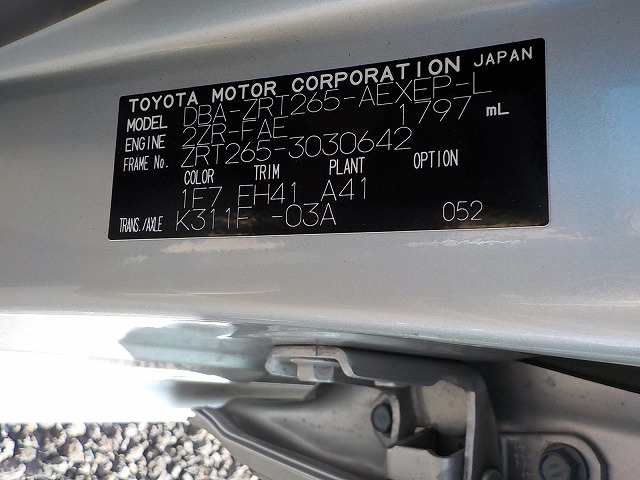 TOYOTA MOTOR CORPORATION JAPAN
MODEL DBA-ZRT265-AEXEP-L
ENGINE 2ZR-FAE 1797 mL
FRAME No. ZRT265-3030642
COLOR TRIM PLANT OPTION
1E7 EH41 A41
TRANS./AXLE K311F -03A 052